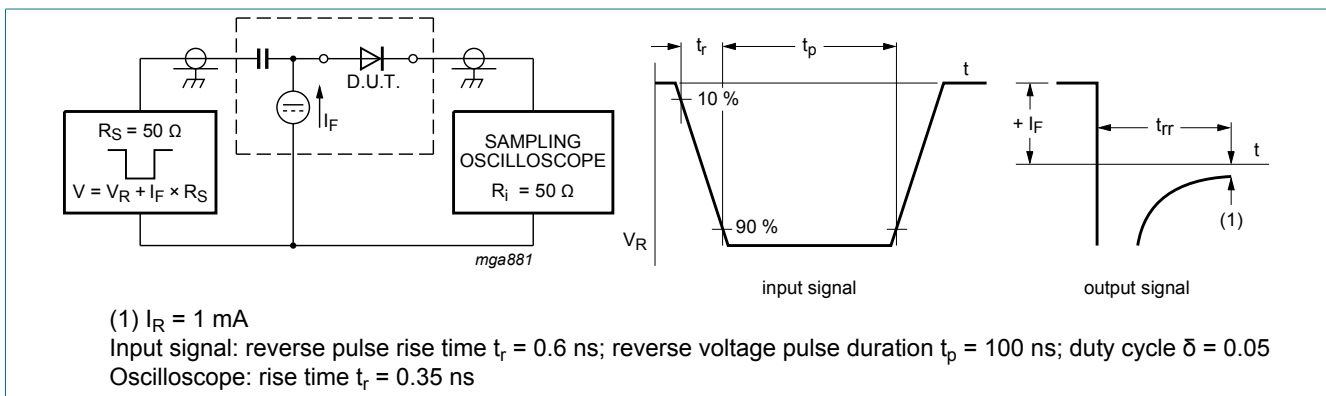 D.U.T.
I_F
R_S = 50 Ω
V = V_R + I_F × R_S
SAMPLING
OSCILLOSCOPE
R_i = 50 Ω
mga881
t_r
t_p
t
10 %
90 %
V_R
input signal
+ I_F
t_rr
t
(1)
output signal
(1) I_R = 1 mA
Input signal: reverse pulse rise time t_r = 0.6 ns; reverse voltage pulse duration t_p = 100 ns; duty cycle δ = 0.05
Oscilloscope: rise time t_r = 0.35 ns